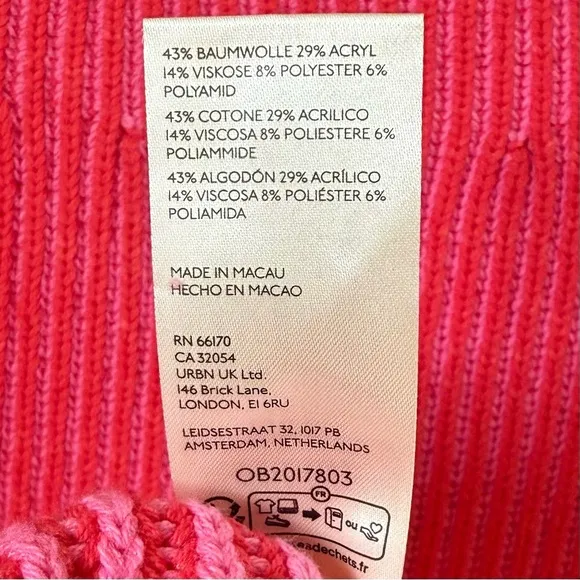 43% BAUMWOLLE 29% ACRYL
14% VISKOSE 8% POLYESTER 6%
POLYAMID
43% COTONE 29% ACRILICO
14% VISCOSA 8% POLIESTERE 6%
POLIAMMIDE
43% ALGODÓN 29% ACRÍLICO
14% VISCOSA 8% POLIÉSTER 6%
POLIAMIDA
MADE IN MACAU
HECHO EN MACAO
RN 66170
CA 32054
URBN UK Ltd.
146 Brick Lane,
LONDON, E1 6RU
LEIDSESTRAAT 32, 1017 PB
AMSTERDAM, NETHERLANDS
OB2017803
FR
OU